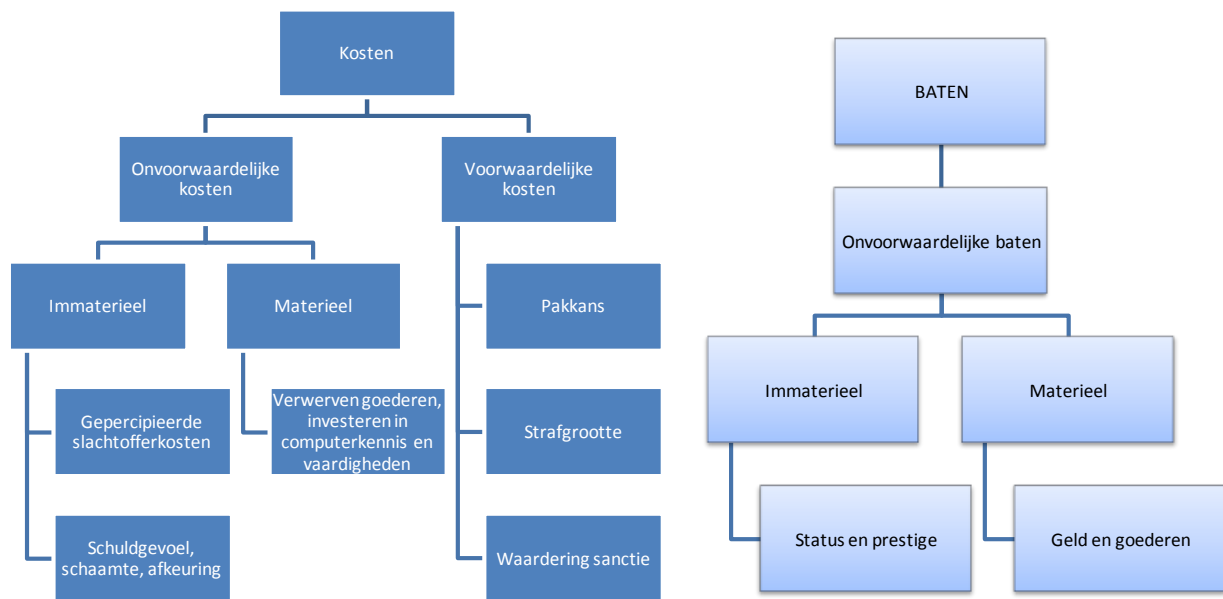 Kosten
Onvoorwaardelijke
kosten
Voorwaardelijke
kosten
Immaterieel
Materieel
Pakkans
Gepercipieerde
slachtofferkosten
Verwerven goederen,
investeren in
computerkennis en
vaardigheden
Strafgrootte
Schuldgevoel,
schaamte, afkeuring
Waardering sanctie
BATEN
Onvoorwaardelijke baten
Immaterieel
Materieel
Status en prestige
Geld en goederen